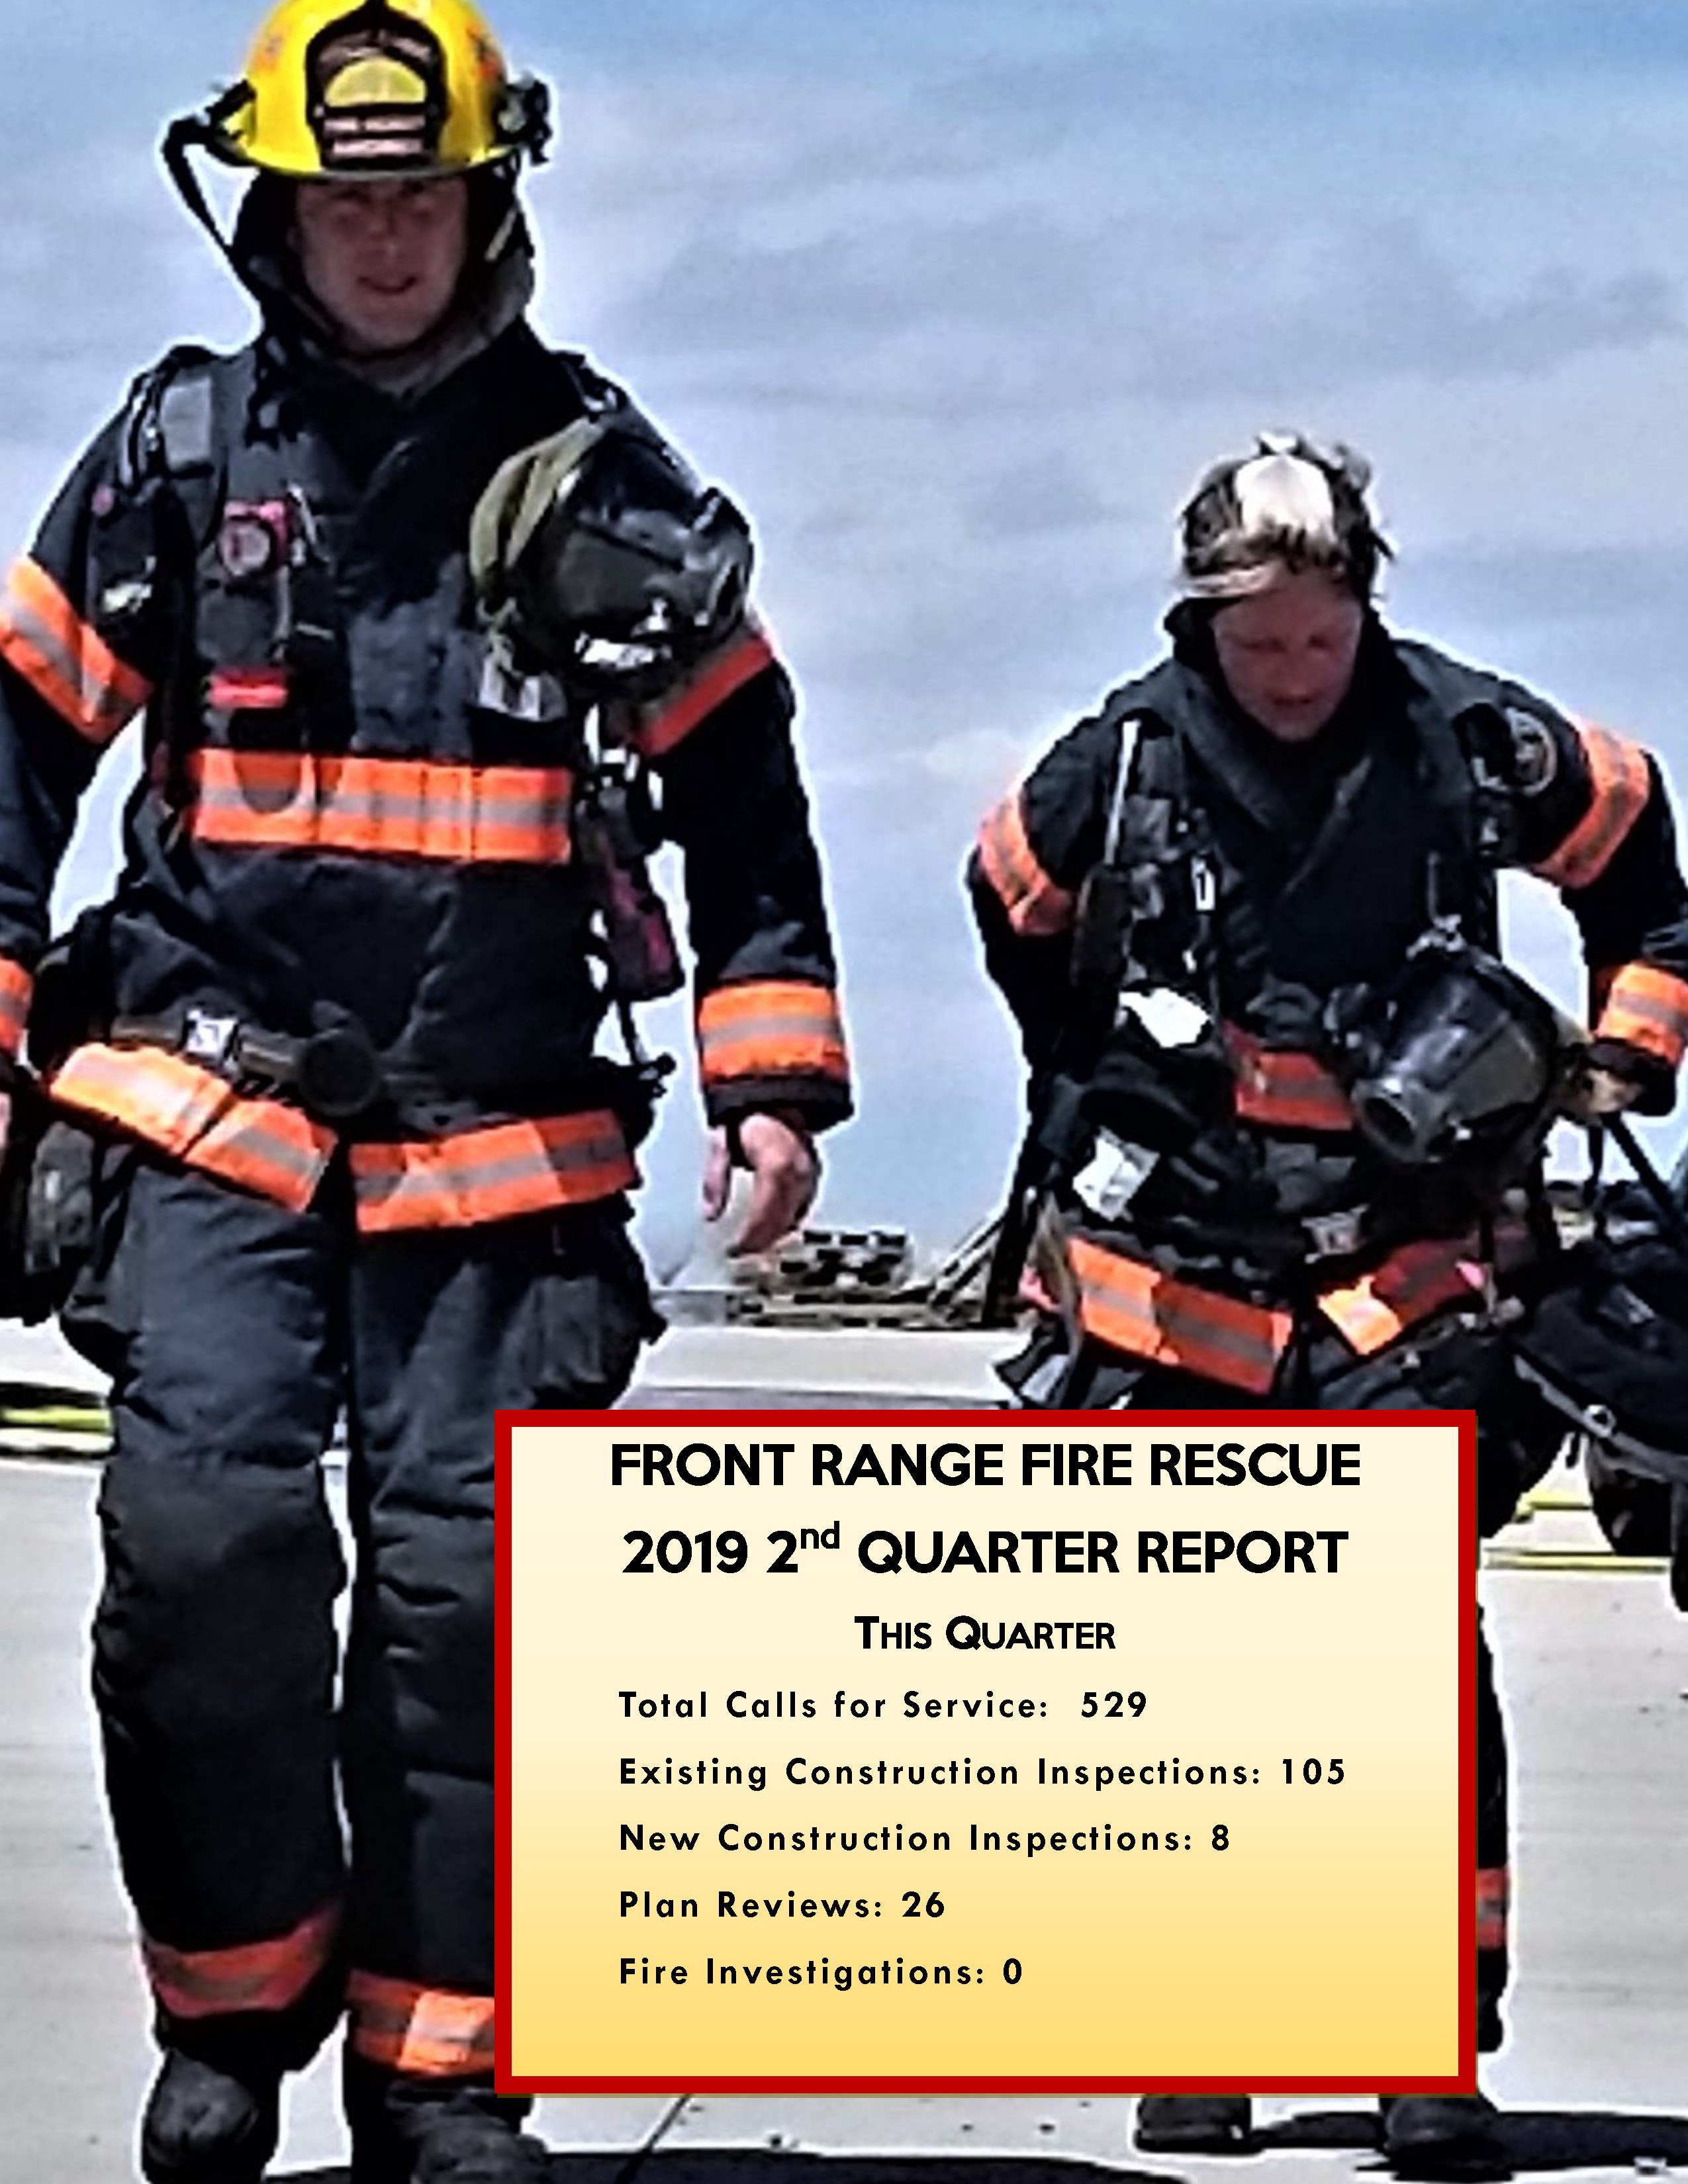 FRONT RANGE FIRE RESCUE
2019 2nd QUARTER REPORT
THIS QUARTER
Total Calls for Service: 529
Existing Construction Inspections: 105
New Construction Inspections: 8
Plan Reviews: 26
Fire Investigations: 0